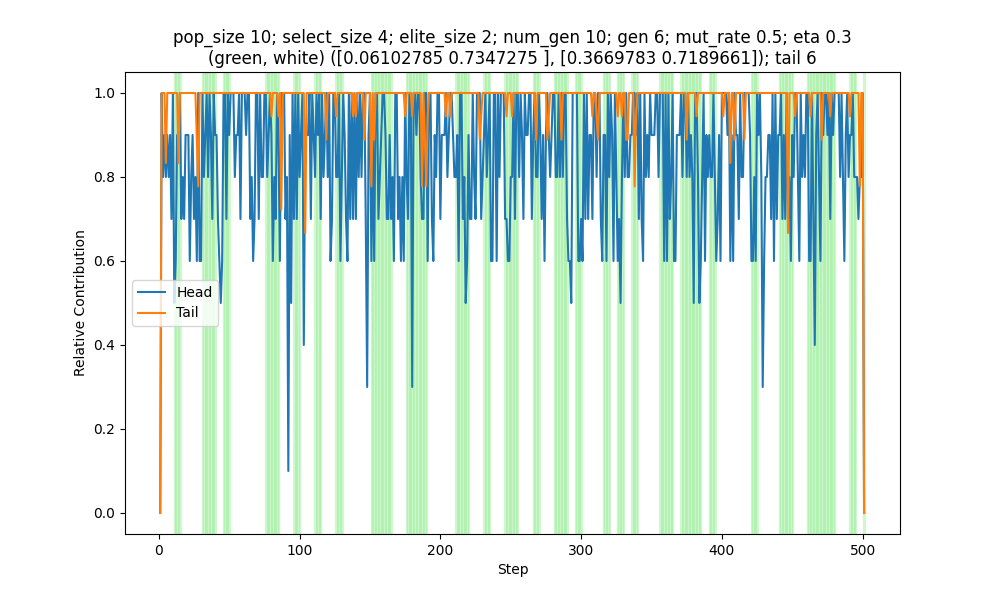 pop_size 10; select_size 4; elite_size 2; num_gen 10; gen 6; mut_rate 0.5; eta 0.3
(green, white) ([0.06102785 0.7347275 ], [0.3669783 0.7189661]); tail 6
1.0
0.8
0.6
0.4
0.2
0.0
Relative Contribution
Head
Tail
0
100
200
300
400
500
Step